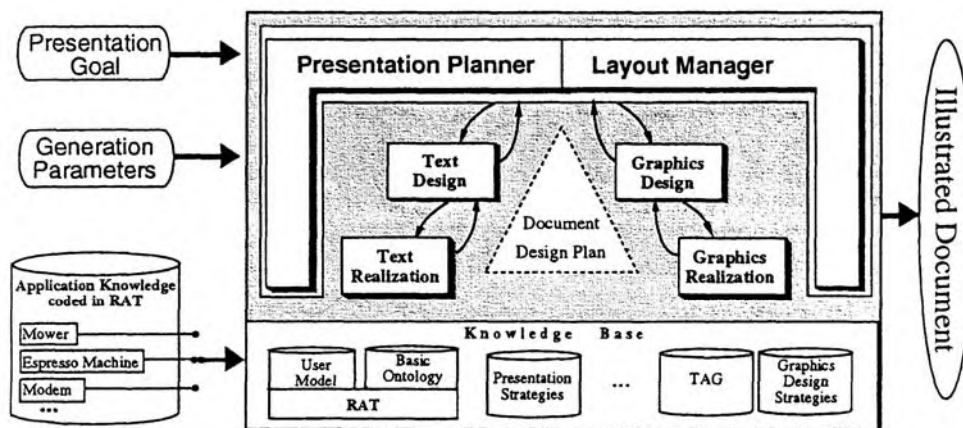 Presentation
Goal
Generation
Parameters
Application Knowledge
coded in RAT
Mower
Espresso Machine
Modem
...
Presentation Planner
Layout Manager
Text
Design
Graphics
Design
Document
Design Plan
Text
Realization
Graphics
Realization
Knowledge Base
User
Model
Basic
Ontology
RAT
Presentation
Strategies
...
TAG
Graphics
Design
Strategies
Illustrated Document